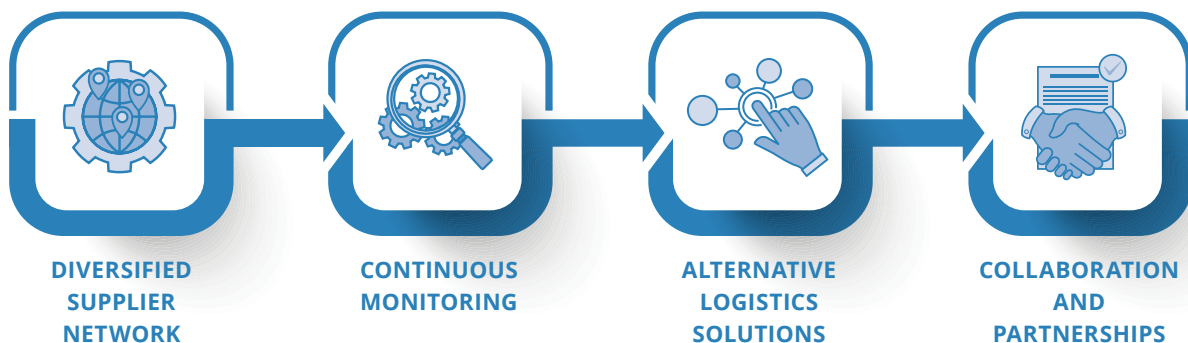 DIVERSIFIED
SUPPLIER
NETWORK
CONTINUOUS
MONITORING
ALTERNATIVE
LOGISTICS
SOLUTIONS
COLLABORATION
AND
PARTNERSHIPS